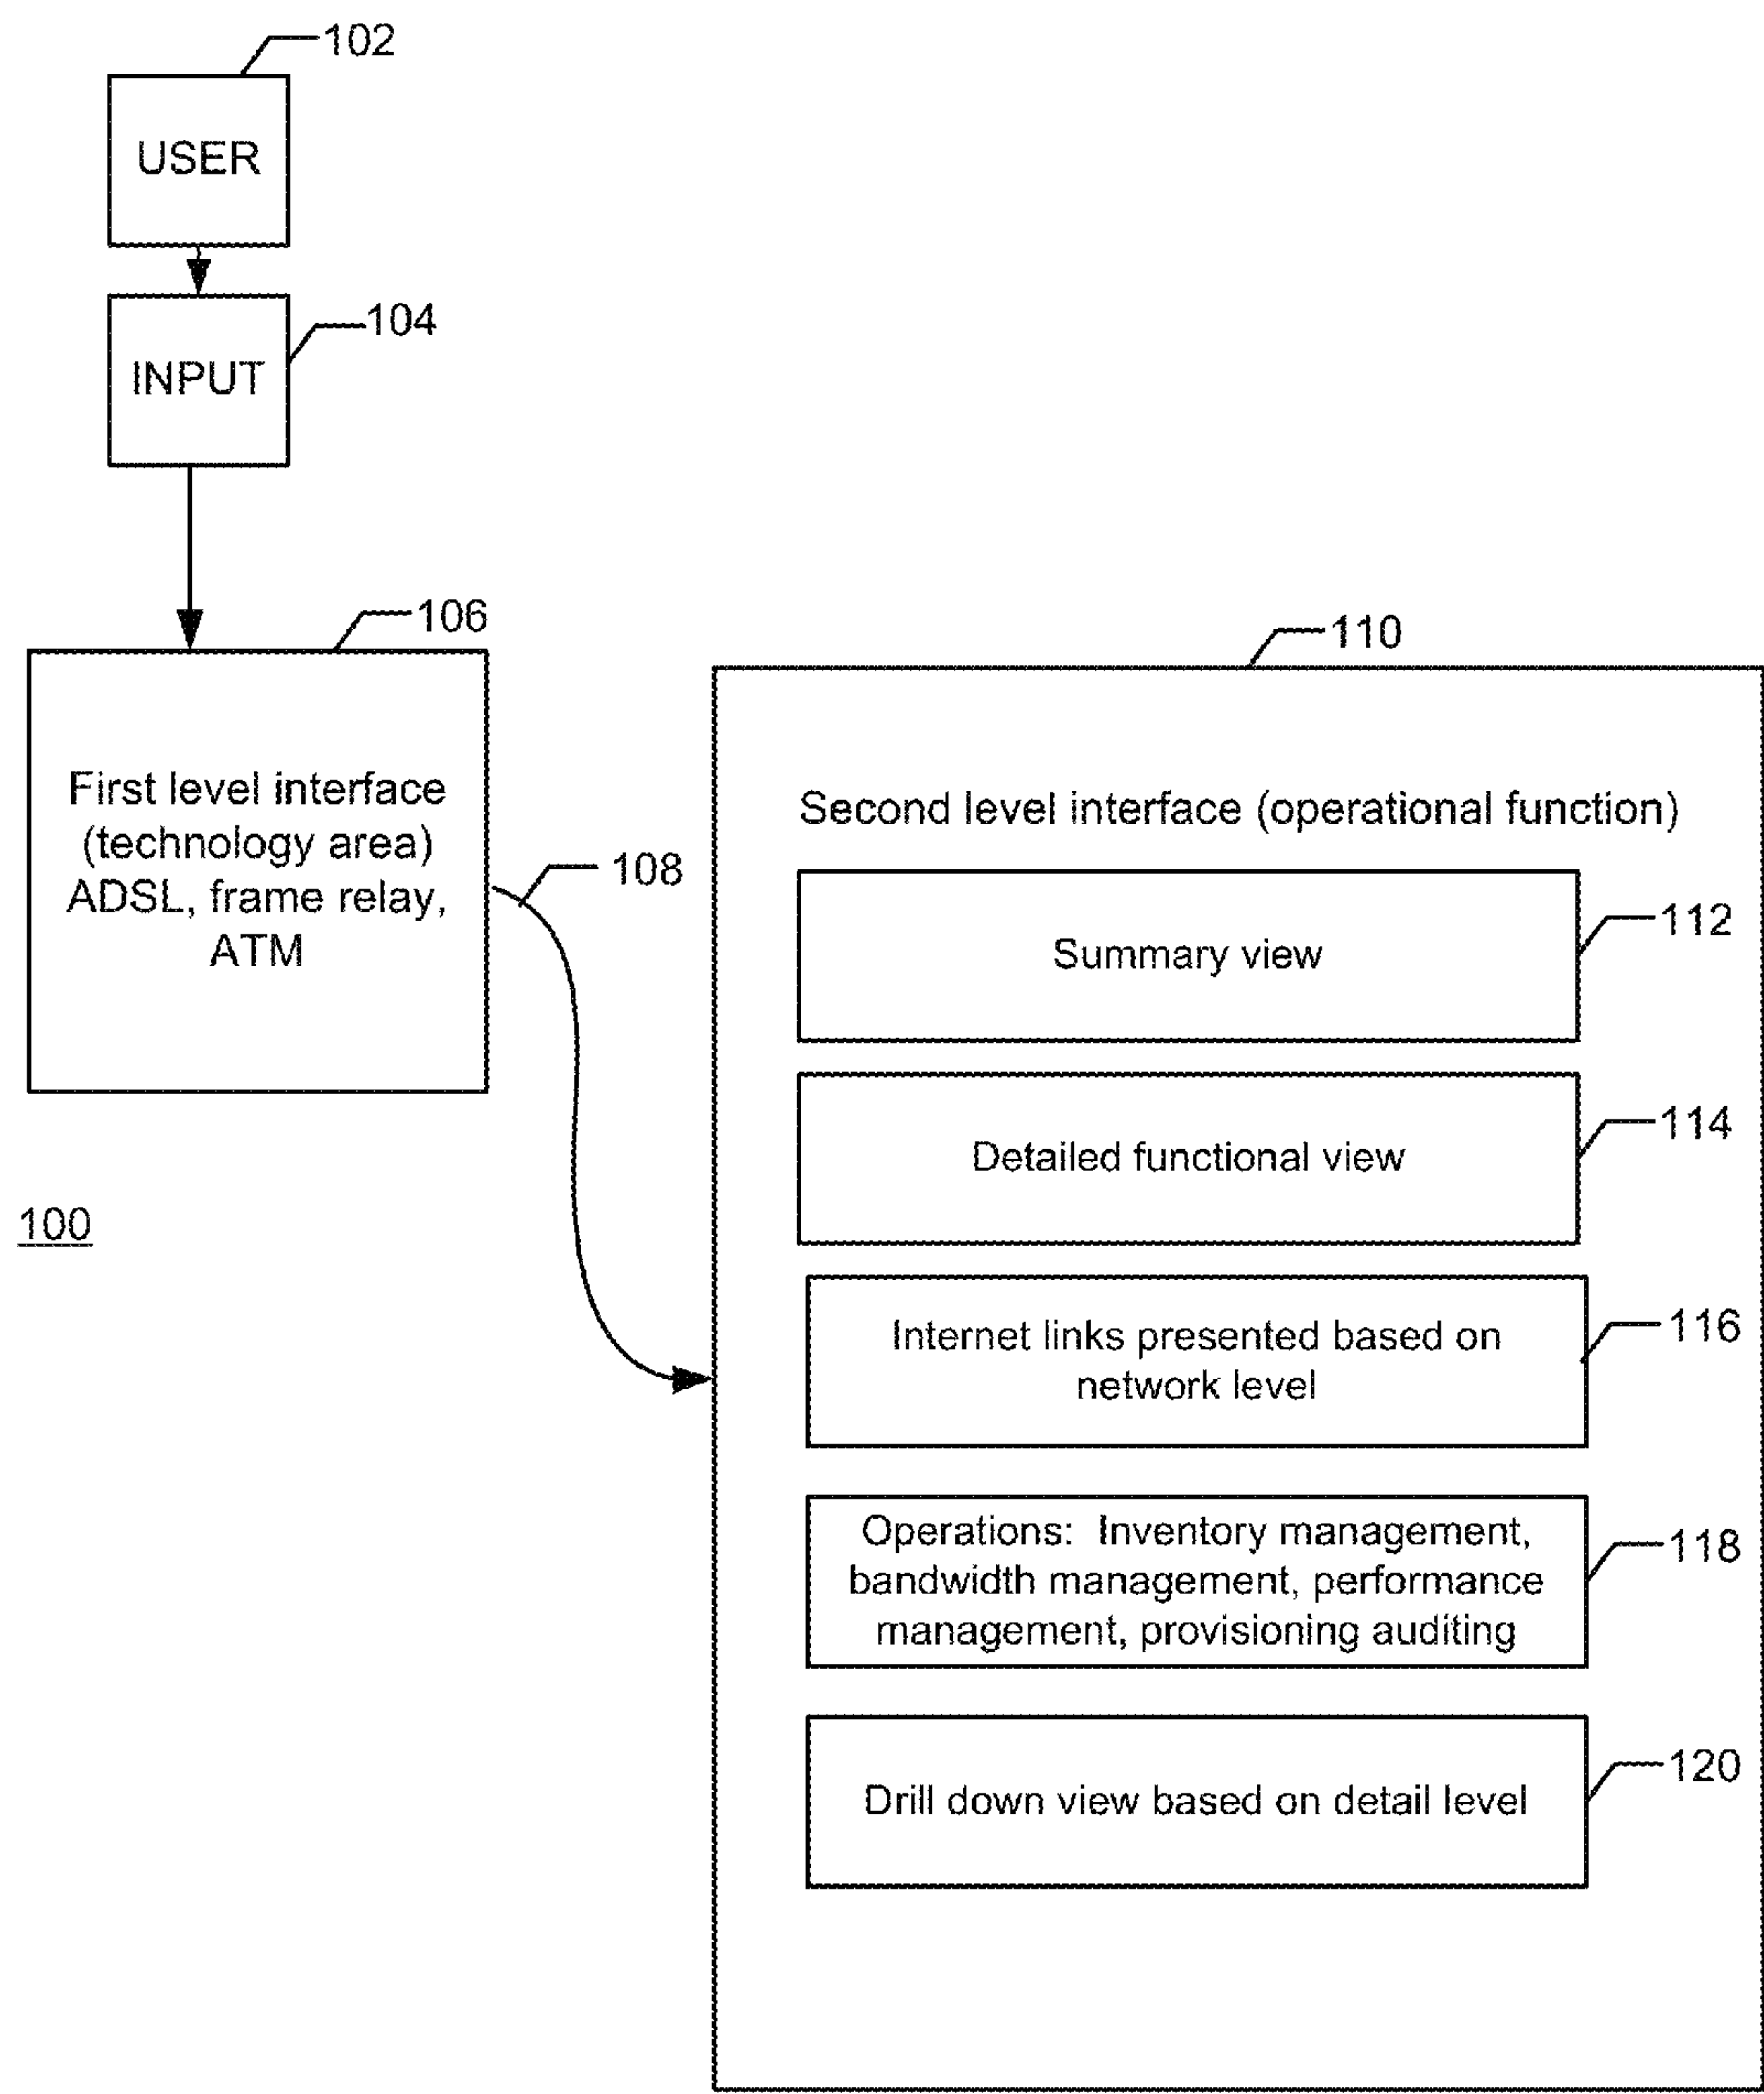 102
USER
104
INPUT
106
First level interface
(technology area)
ADSL, frame relay,
ATM
108
100
110
Second level interface (operational function)
Summary view
112
Detailed functional view
114
Internet links presented based on
network level
116
Operations: Inventory management,
bandwidth management, performance
management, provisioning auditing
118
Drill down view based on detail level
120